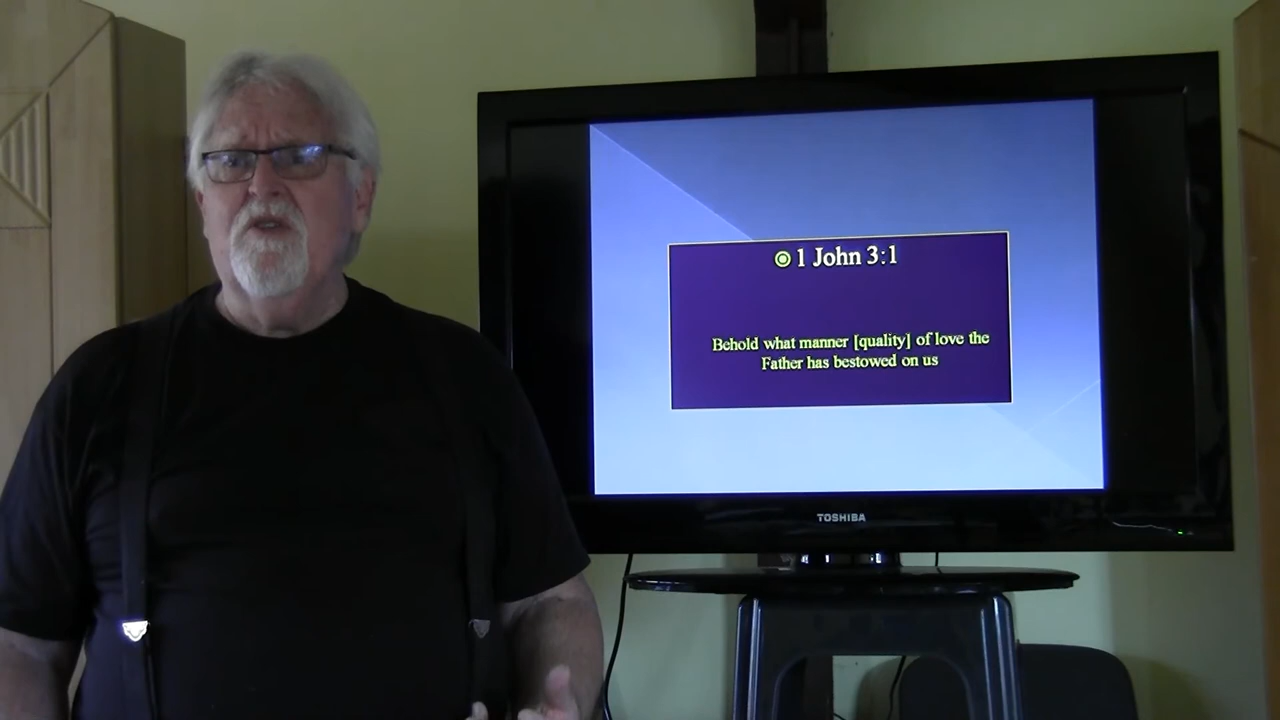 1 John 3:1
Behold what manner [quality] of love the
Father has bestowed on us
TOSHIBA